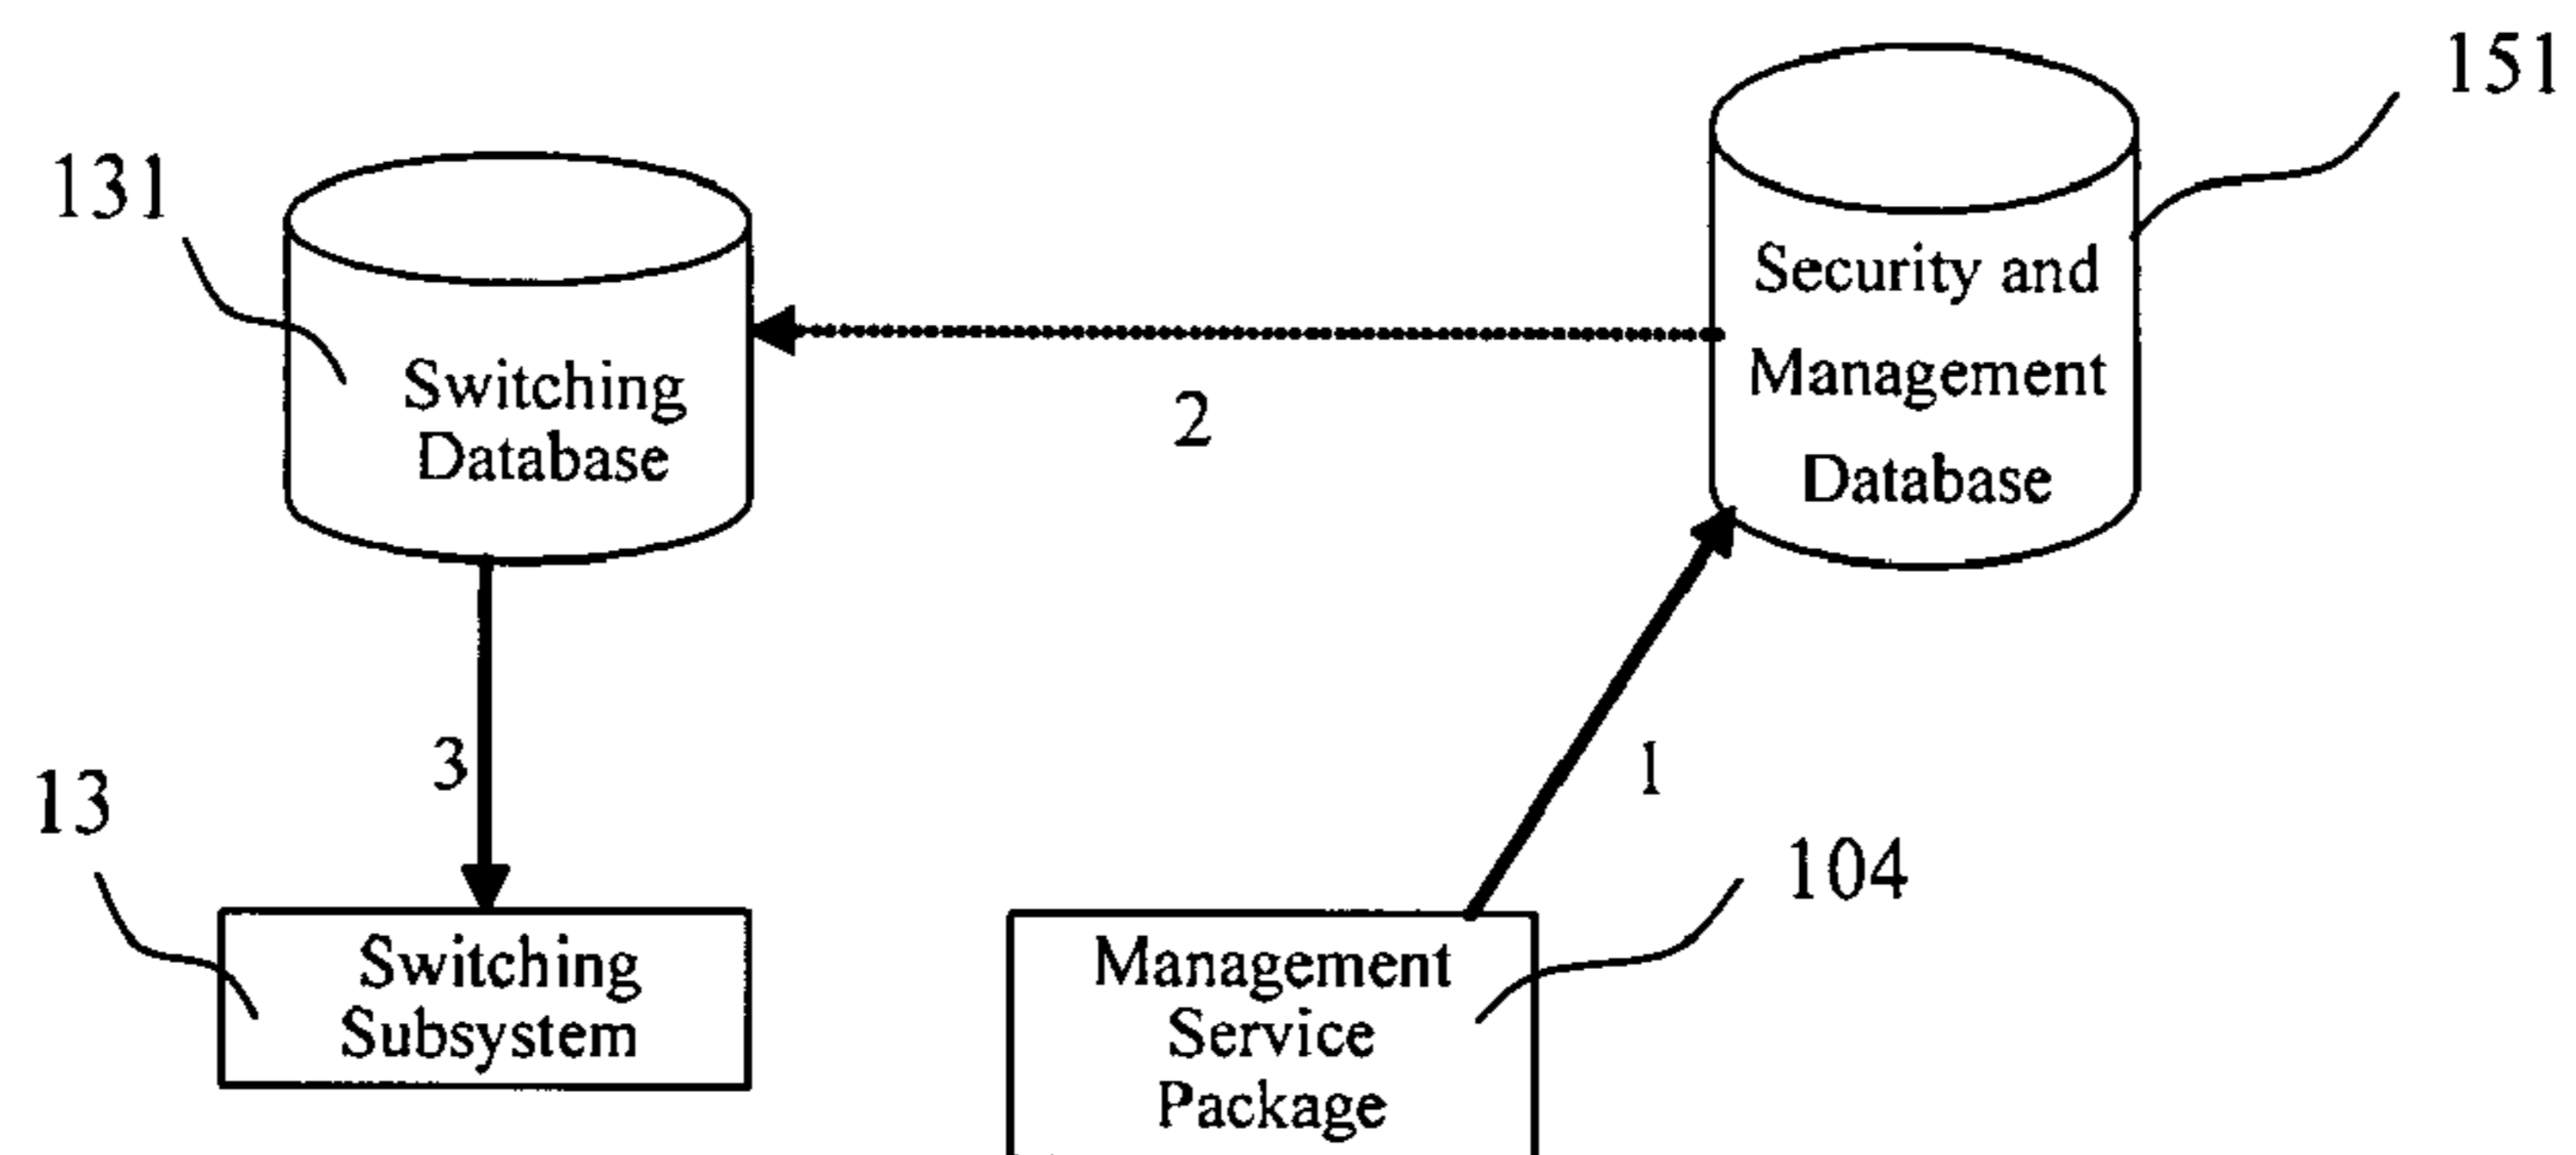 151
131
Security and
Management
Database
Switching
Database
2
3
1
13
104
Switching
Subsystem
Management
Service
Package